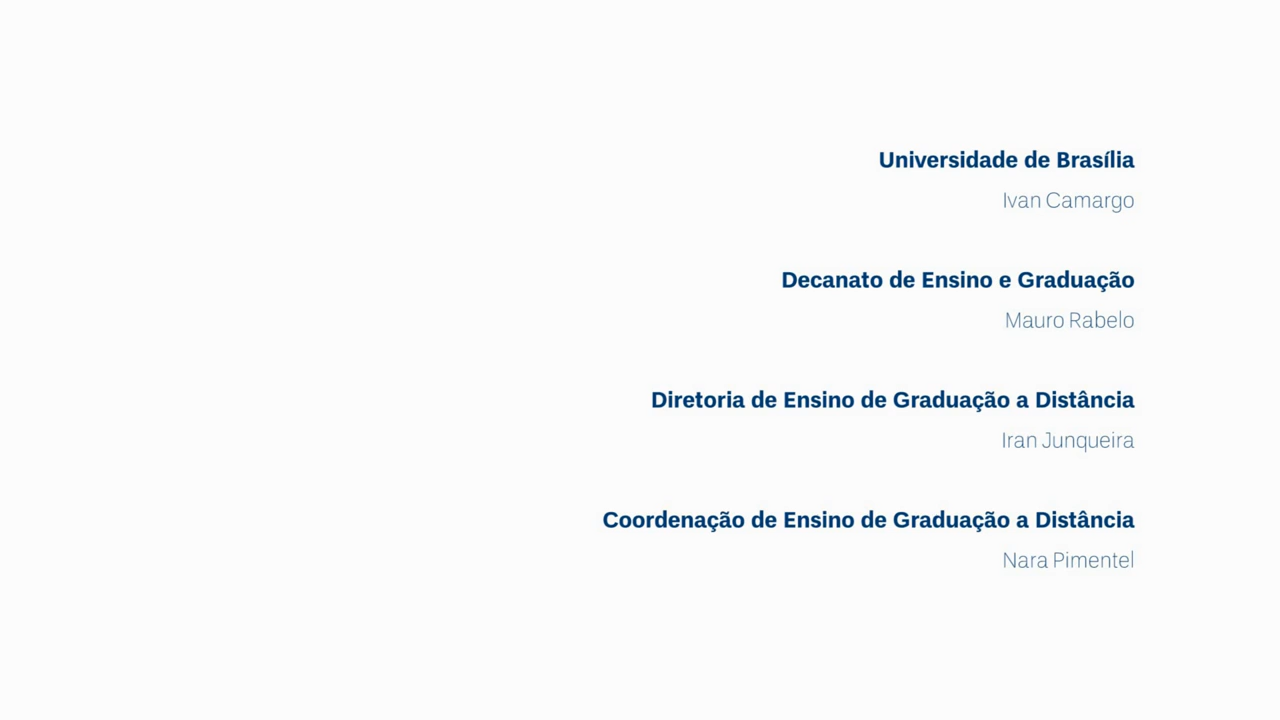 Universidade de Brasília
Ivan Camargo
Decanato de Ensino e Graduação
Mauro Rabelo
Diretoria de Ensino de Graduação a Distância
Iran Junqueira
Coordenação de Ensino de Graduação a Distância
Nara Pimentel